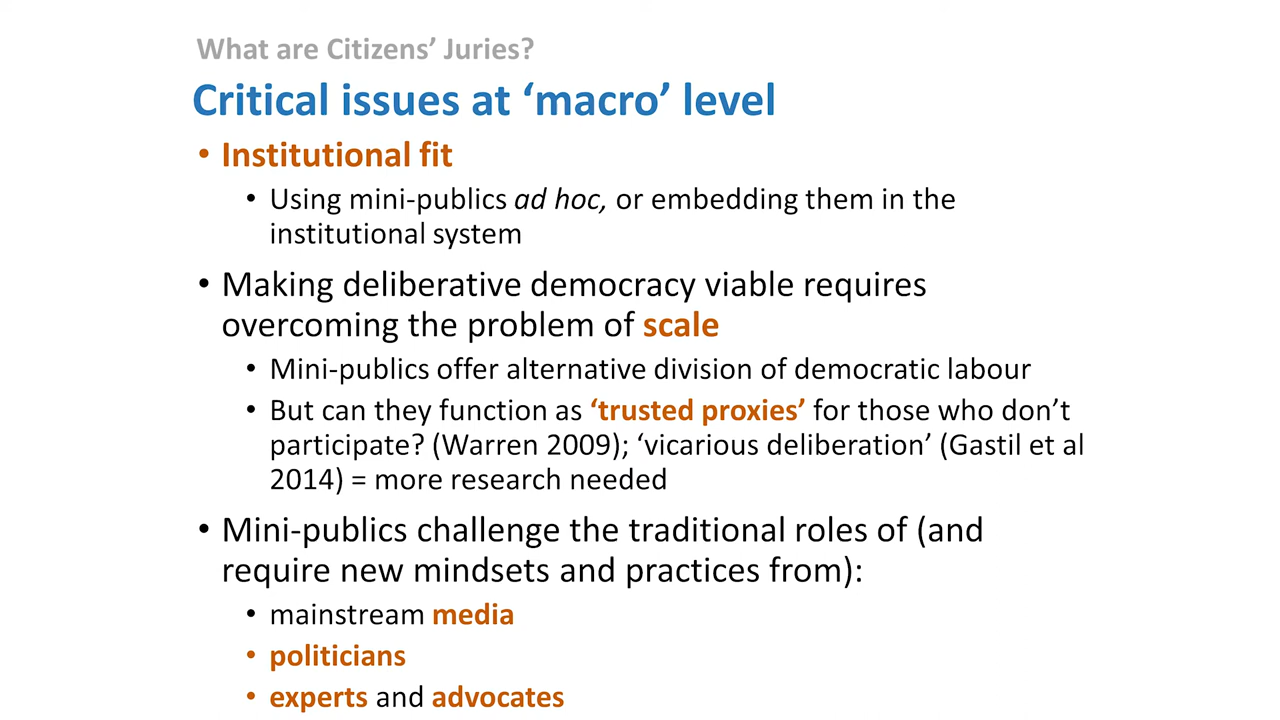 What are Citizens’ Juries?
Critical issues at ‘macro’ level
• Institutional fit
• Using mini-publics ad hoc, or embedding them in the
institutional system
• Making deliberative democracy viable requires
overcoming the problem of scale
• Mini-publics offer alternative division of democratic labour
• But can they function as ‘trusted proxies’ for those who don’t
participate? (Warren 2009); ‘vicarious deliberation’ (Gastil et al
2014) = more research needed
• Mini-publics challenge the traditional roles of (and
require new mindsets and practices from):
• mainstream media
• politicians
• experts and advocates